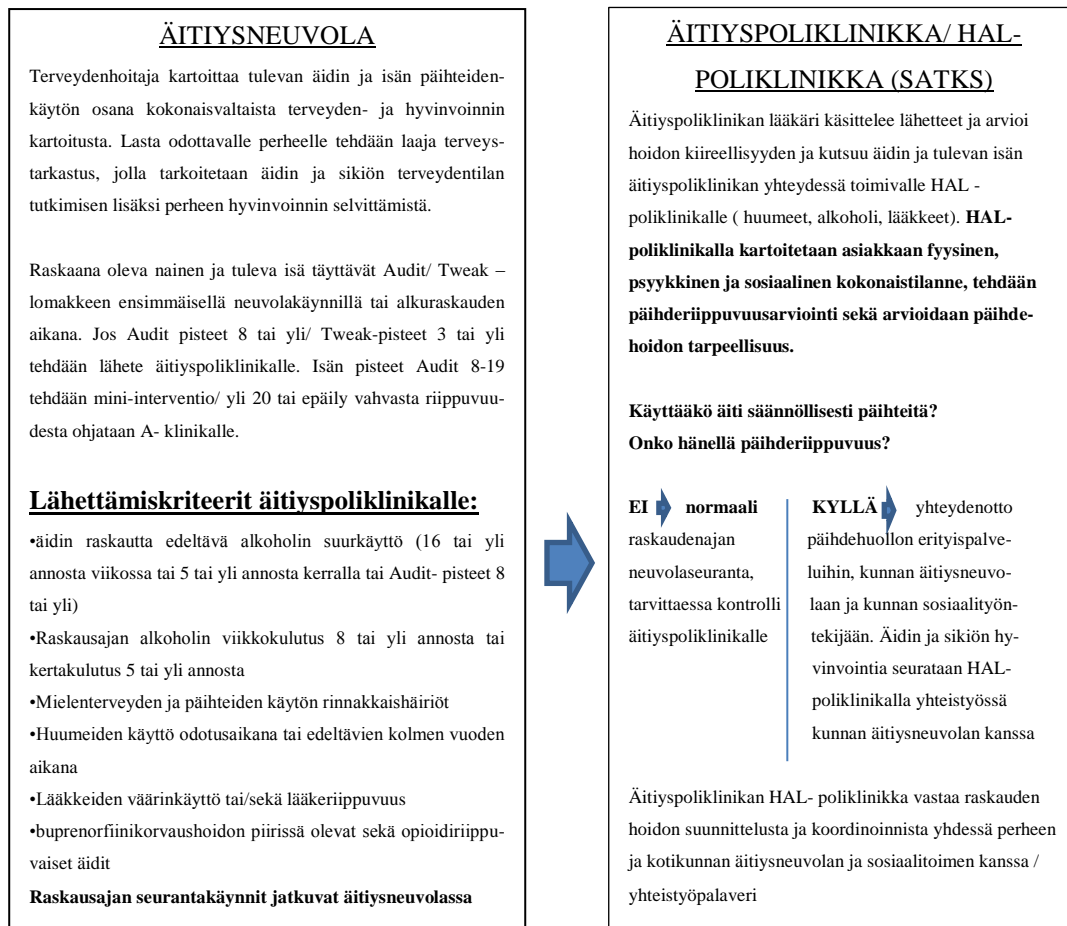 ÄITIYSNEUVOLA
Terveydenhoitaja kartoittaa tulevan äidin ja isän päihteiden-
käytön osana kokonaisvaltaista terveyden- ja hyvinvoinnin
kartoitusta. Lasta odottavalle perheelle tehdään laaja terveys-
tarkastus, jolla tarkoitetaan äidin ja sikiön terveydentilan
tutkimisen lisäksi perheen hyvinvoinnin selvittämistä.
Raskaana oleva nainen ja tuleva isä täyttävät Audit/ Tweak –
lomakkeen ensimmäisellä neuvolakäynnillä tai alkuraskauden
aikana. Jos Audit pisteet 8 tai yli/ Tweak-pisteet 3 tai yli
tehdään lähete äitiyspoliklinikalle. Isän pisteet Audit 8-19
tehdään mini-interventio/ yli 20 tai epäily vahvasta riippuvuu-
desta ohjataan A- klinikalle.
Lähettämiskriteerit äitiyspoliklinikalle:
•äidin raskautta edeltävä alkoholin suurkäyttö (16 tai yli
annosta viikossa tai 5 tai yli annosta kerralla tai Audit- pisteet 8
tai yli)
•Raskausajan alkoholin viikkokulutus 8 tai yli annosta tai
kertakulutus 5 tai yli annosta
•Mielenterveyden ja päihteiden käytön rinnakkaishäiriöt
•Huumeiden käyttö odotusaikana tai edeltävien kolmen vuoden
aikana
•Lääkkeiden väärinkäyttö tai/sekä lääkeriippuvuus
•buprenorfiinikorvaushoidon piirissä olevat sekä opioidiriippu-
vaiset äidit
Raskausajan seurantakäynnit jatkuvat äitiysneuvolassa
ÄITIYSPOLIKLINIKKA/ HAL-
POLIKLINIKKA (SATKS)
Äitiyspoliklinikan lääkäri käsittelee lähetteet ja arvioi
hoidon kiireellisyyden ja kutsuu äidin ja tulevan isän
äitiyspoliklinikan yhteydessä toimivalle HAL -
poliklinikalle ( huumeet, alkoholi, lääkkeet). HAL-
poliklinikalla kartoitetaan asiakkaan fyysinen,
psyykkinen ja sosiaalinen kokonaistilanne, tehdään
päihderiippuvuusarviointi sekä arvioidaan päihde-
hoidon tarpeellisuus.
Käyttääkö äiti säännöllisesti päihteitä?
Onko hänellä päihderiippuvuus?
EI normaali
raskaudenajan
neuvolaseuranta,
tarvittaessa kontrolli
äitiyspoliklinikalle
KYLLÄ yhteydenotto
päihdehuollon erityispalve-
luihin, kunnan äitiysneuvo-
laan ja kunnan sosiaalityön-
tekijään. Äidin ja sikiön hy-
vinvointia seurataan HAL-
poliklinikalla yhteistyössä
kunnan äitiysneuvolan kanssa
Äitiyspoliklinikan HAL- poliklinikka vastaa raskauden
hoidon suunnittelusta ja koordinoinnista yhdessä perheen
ja kotikunnan äitiysneuvolan ja sosiaalitoimen kanssa /
yhteistyöpalaveri